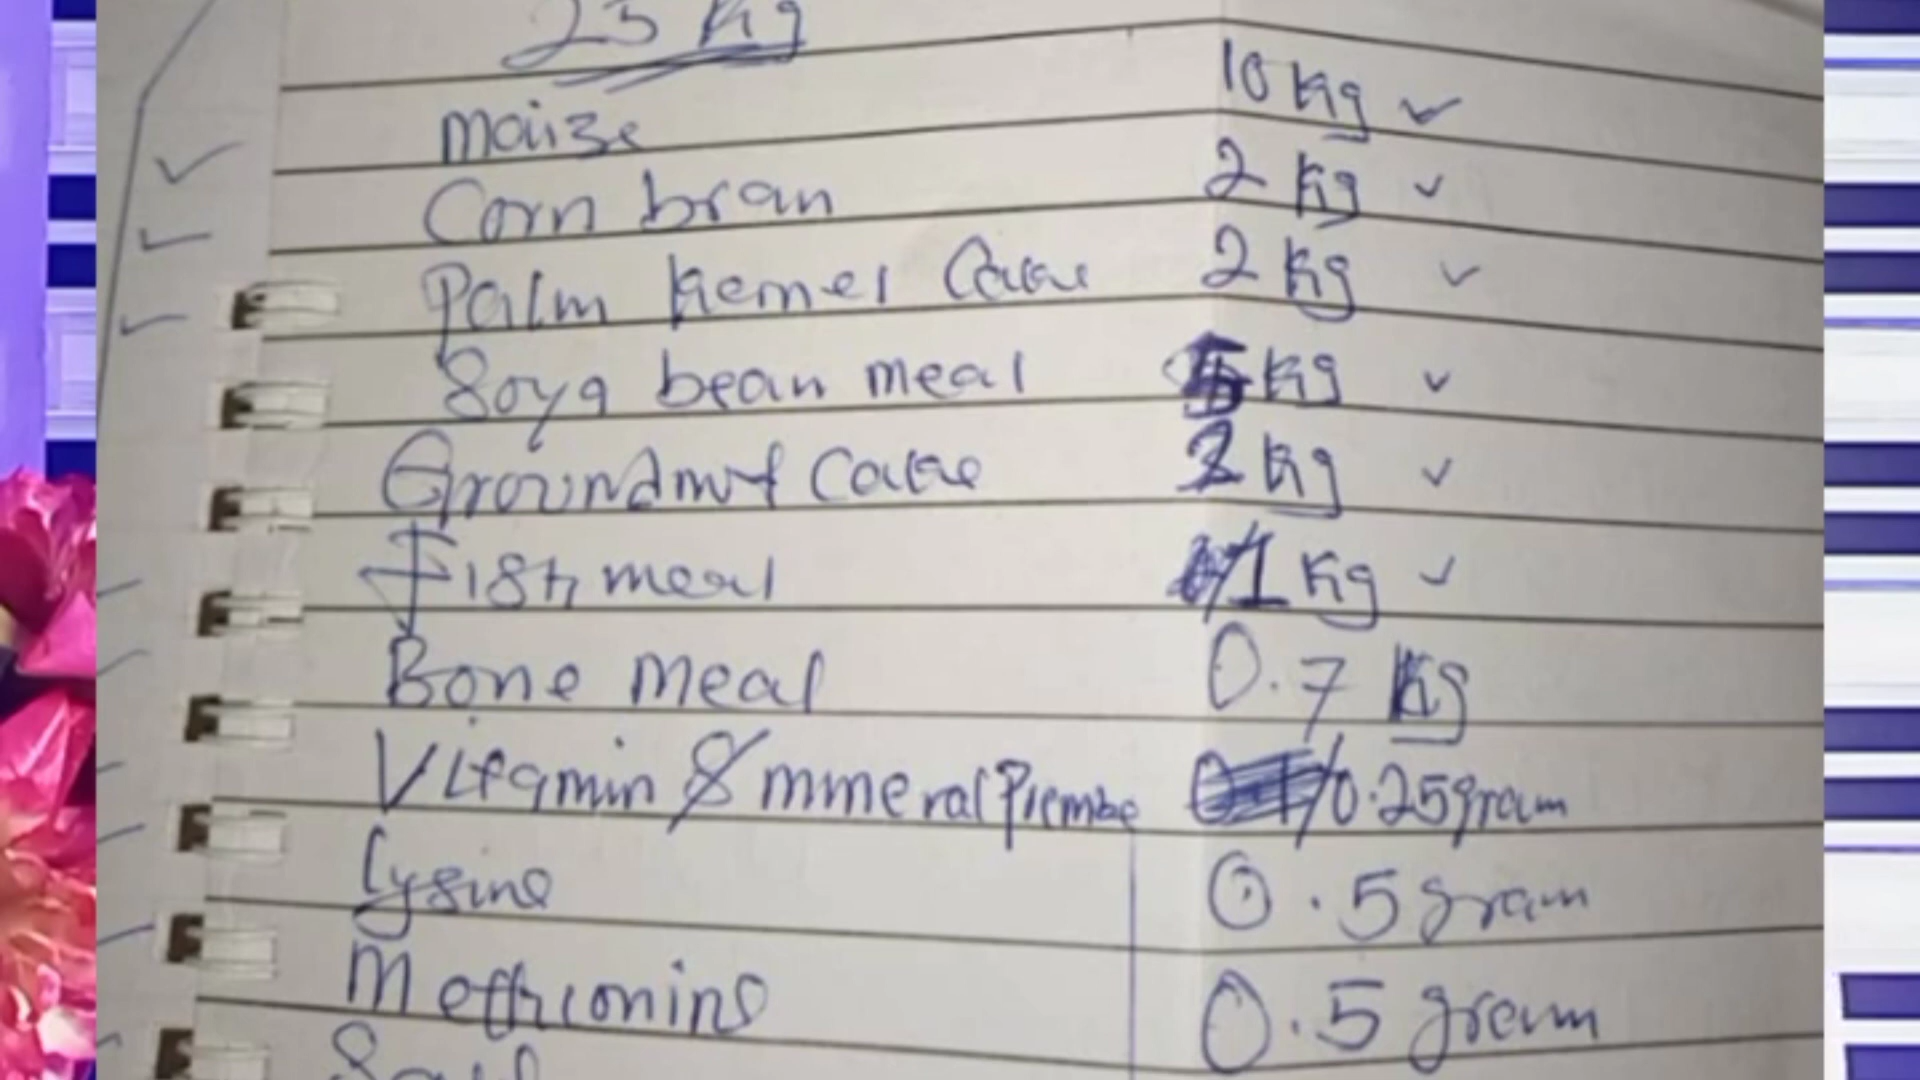 25 Kg
maize 10 Kg
Corn bran 2 Kg
Palm Kernel Cake 2 Kg
Soya bean meal 5 Kg
Groundnut Cake 2 Kg
Fish meal 1 Kg
Bone meal 0.7 Kg
Vitamin & mineral 0.25 gram
Lysine 0.5 gram
Methionine 0.5 gram